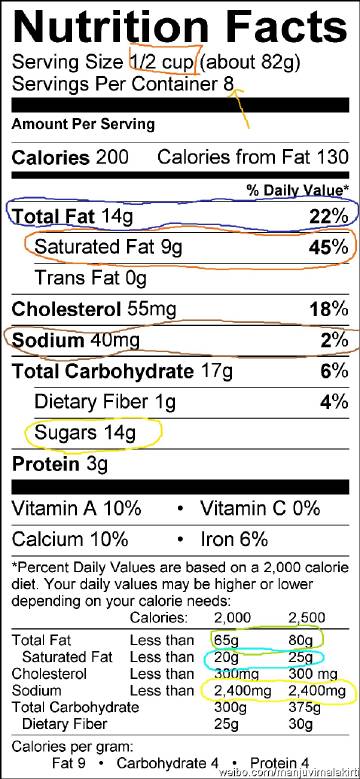 Nutrition Facts
Serving Size 1/2 cup (about 82g)
Servings Per Container 8
Amount Per Serving
Calories 200 Calories from Fat 130
% Daily Value*
Total Fat 14g 22%
Saturated Fat 9g 45%
Trans Fat 0g
Cholesterol 55mg 18%
Sodium 40mg 2%
Total Carbohydrate 17g 6%
Dietary Fiber 1g 4%
Sugars 14g
Protein 3g
Vitamin A 10% • Vitamin C 0%
Calcium 10% • Iron 6%
*Percent Daily Values are based on a 2,000 calorie
diet. Your daily values may be higher or lower
depending on your calorie needs:
Calories: 2,000 2,500
Total Fat Less than 65g 80g
Saturated Fat Less than 20g 25g
Cholesterol Less than 300mg 300 mg
Sodium Less than 2,400mg 2,400mg
Total Carbohydrate 300g 375g
Dietary Fiber 25g 30g
Calories per gram:
Fat 9 • Carbohydrate 4 • Protein 4